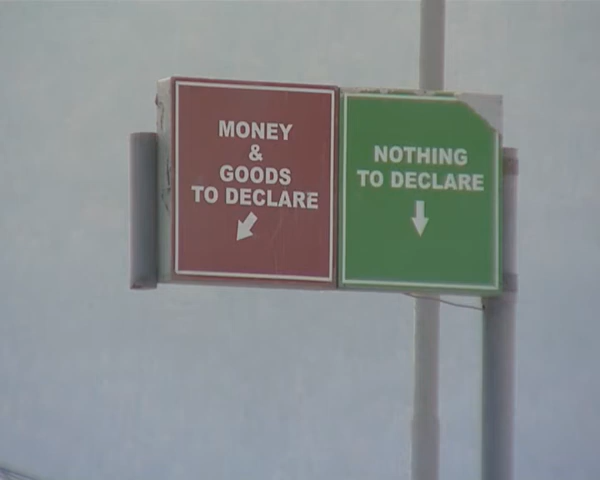 MONEY
&
GOODS
TO DECLARE
NOTHING
TO DECLARE